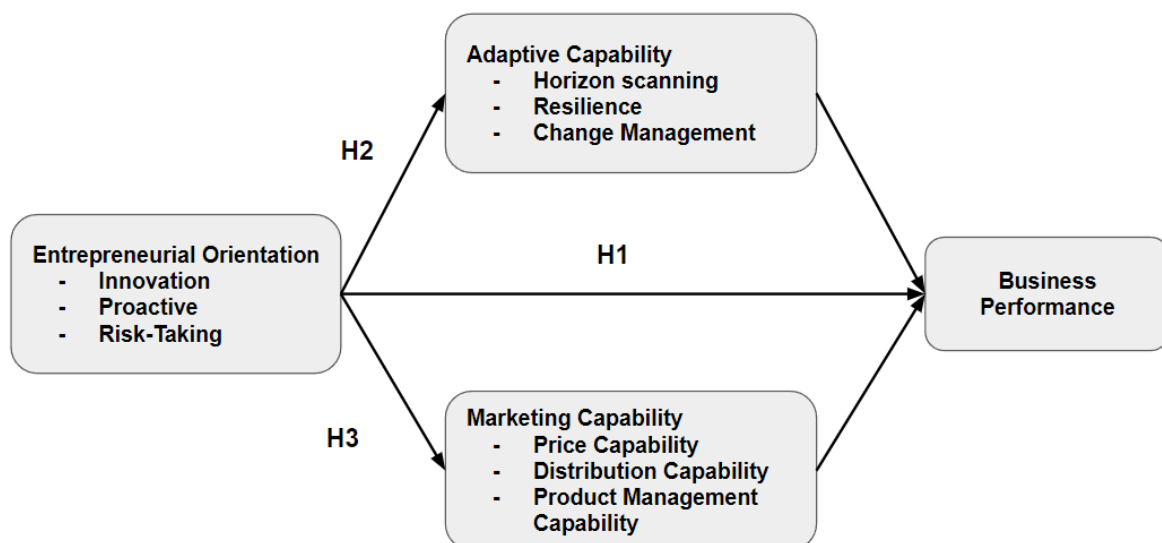 Adaptive Capability
- Horizon scanning
- Resilience
- Change Management
H2
Entrepreneurial Orientation
- Innovation
- Proactive
- Risk-Taking
H1
Business
Performance
H3
Marketing Capability
- Price Capability
- Distribution Capability
- Product Management
Capability